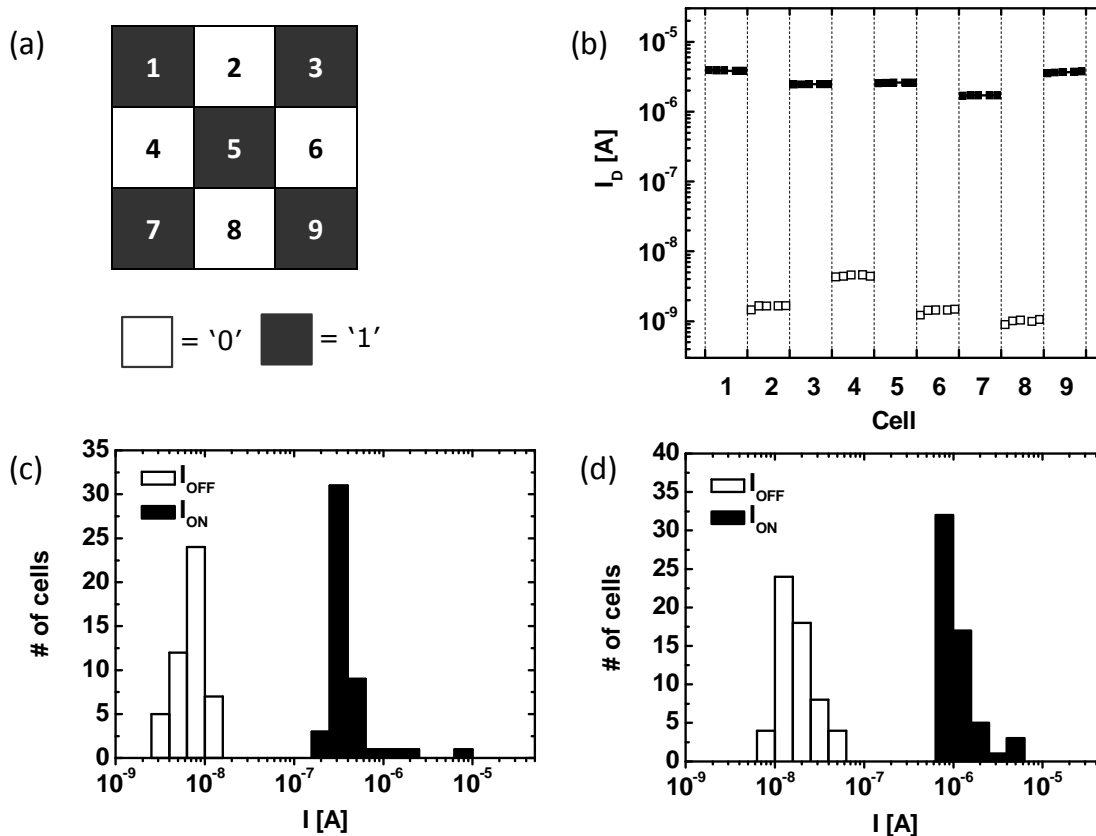 (a)
1 2 3
4 5 6
7 8 9
= ‘0’ = ‘1’
(b)
10⁻⁵
10⁻⁶
10⁻⁷
10⁻⁸
10⁻⁹
I_D [A]
1 2 3 4 5 6 7 8 9
Cell
(c)
35
30
25
20
15
10
5
0
# of cells
I_OFF
I_ON
10⁻⁹ 10⁻⁸ 10⁻⁷ 10⁻⁶ 10⁻⁵
I [A]
(d)
40
35
30
25
20
15
10
5
0
# of cells
I_OFF
I_ON
10⁻⁹ 10⁻⁸ 10⁻⁷ 10⁻⁶ 10⁻⁵
I [A]